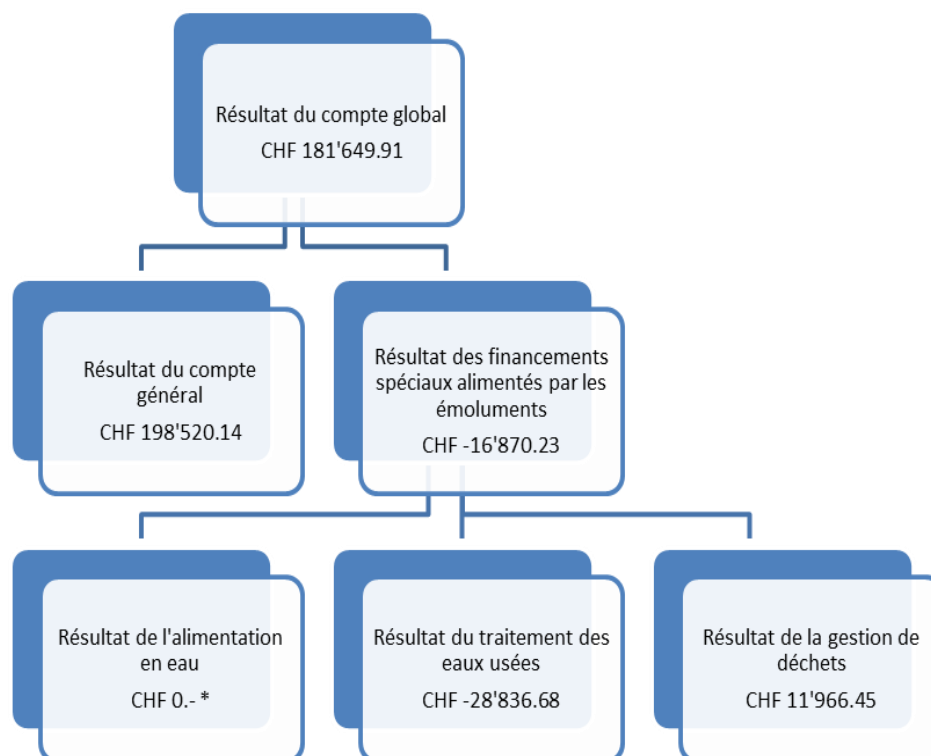 Résultat du compte global
CHF 181'649.91
Résultat du compte
général
CHF 198'520.14
Résultat des financements
spéciaux alimentés par les
émoluments
CHF -16'870.23
Résultat de l'alimentation
en eau
CHF 0.- *
Résultat du traitement des
eaux usées
CHF -28'836.68
Résultat de la gestion de
déchets
CHF 11'966.45